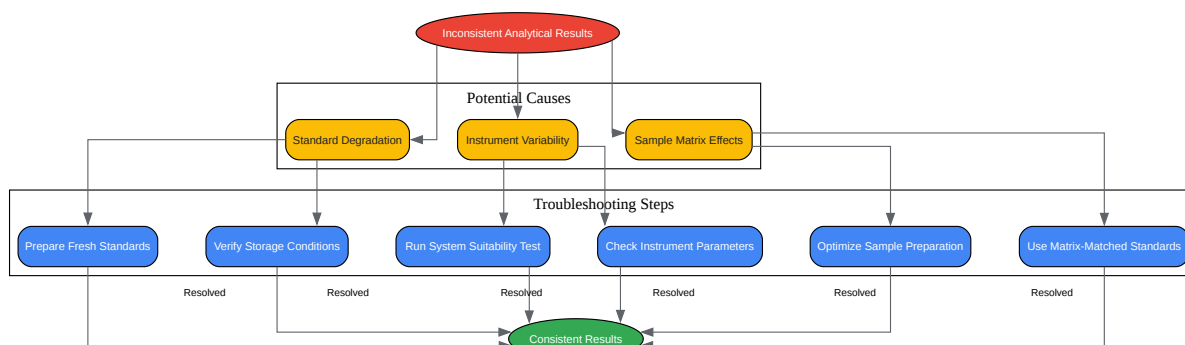 Inconsistent Analytical Results
Potential Causes
Standard Degradation
Instrument Variability
Sample Matrix Effects
Troubleshooting Steps
Prepare Fresh Standards
Verify Storage Conditions
Run System Suitability Test
Check Instrument Parameters
Optimize Sample Preparation
Use Matrix-Matched Standards
Resolved
Resolved
Resolved
Resolved
Resolved
Resolved
Consistent Results